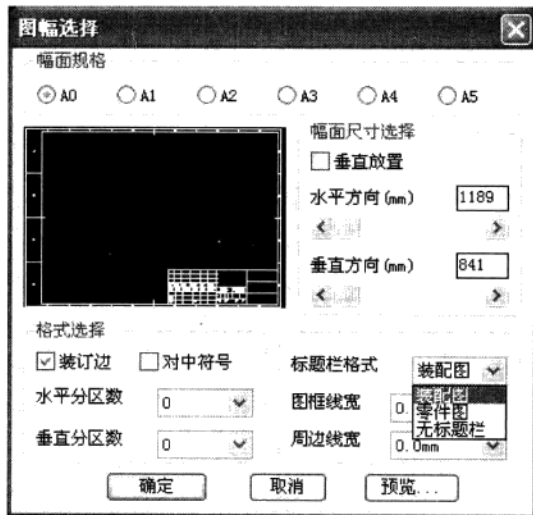 图幅选择
幅面规格
A0 A1 A2 A3 A4 A5
幅面尺寸选择
垂直放置
水平方向(mm) 1189
垂直方向(mm) 841
格式选择
装订边 对中符号 标题栏格式 装配图
装配图
零件图
无标题栏
水平分区数 0 图框线宽 0.
垂直分区数 0 周边线宽 0.0mm
确定 取消 预览...